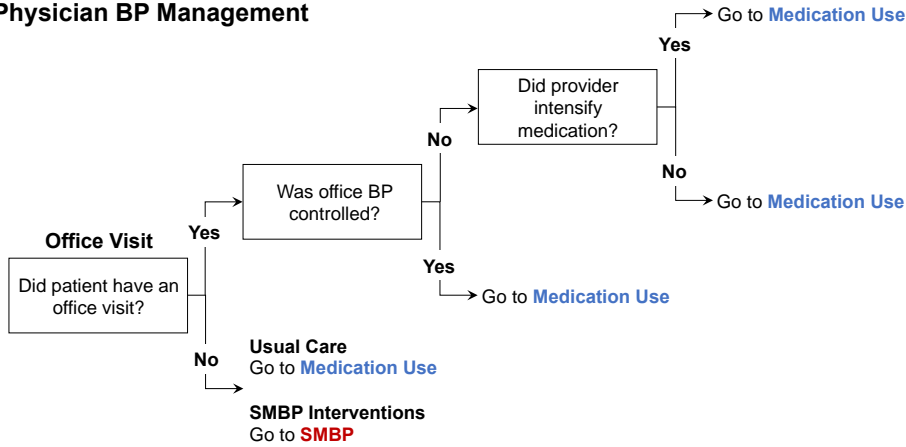 Physician BP Management
Go to Medication Use
Yes
Did provider
intensify
medication?
No
No
Go to Medication Use
Was office BP
controlled?
Yes
Office Visit
Yes
Go to Medication Use
Did patient have an
office visit?
No
Usual Care
Go to Medication Use
SMBP Interventions
Go to SMBP